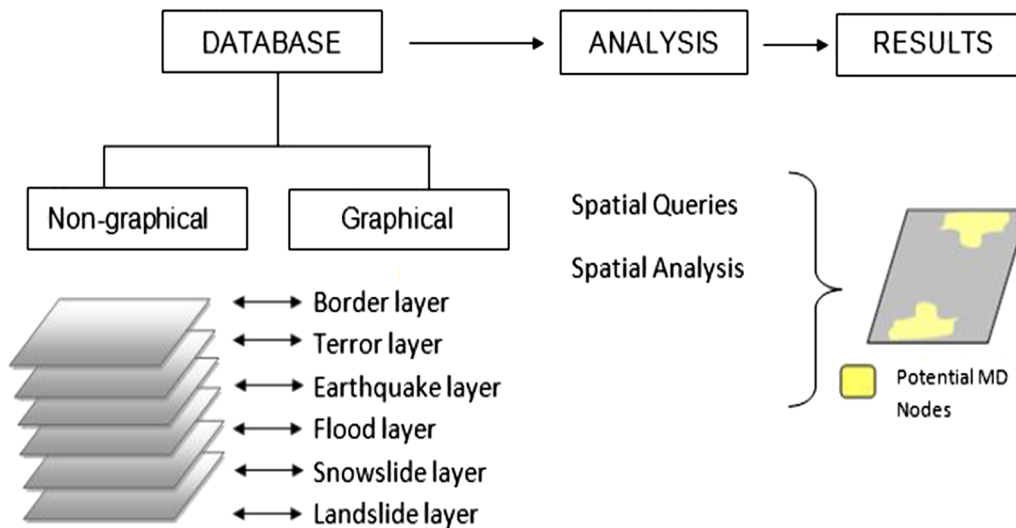 DATABASE
ANALYSIS
RESULTS
Non-graphical
Graphical
Border layer
Terror layer
Earthquake layer
Flood layer
Snowslide layer
Landslide layer
Spatial Queries
Spatial Analysis
Potential MD
Nodes